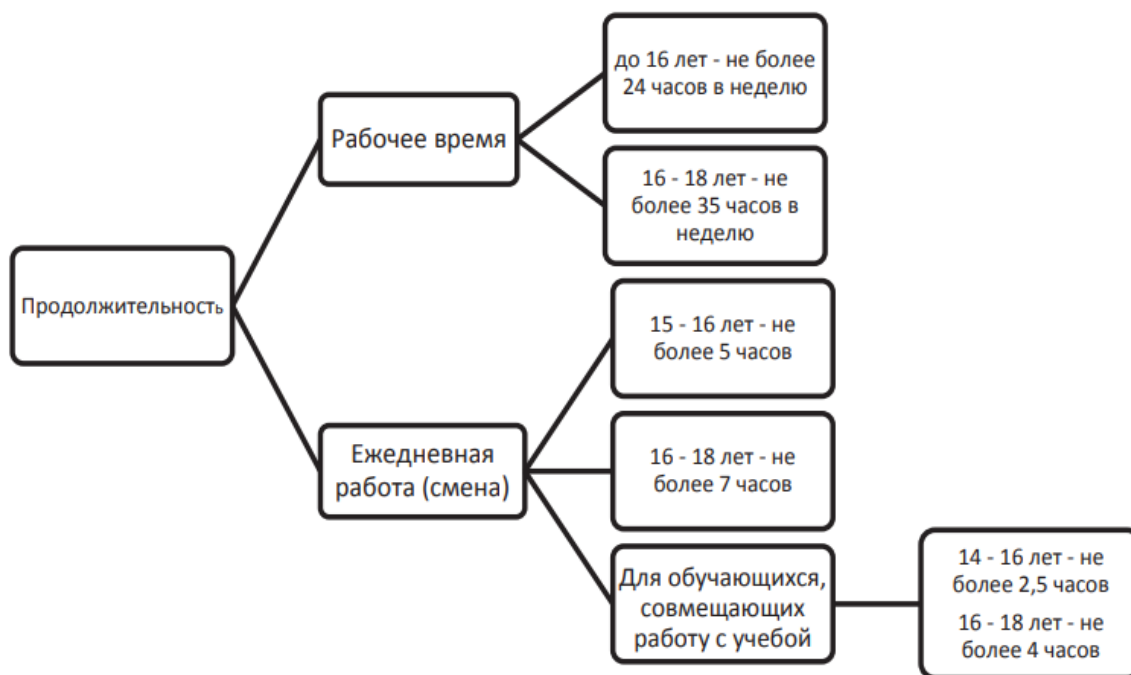 Продолжительность
Рабочее время
до 16 лет - не более
24 часов в неделю
16 - 18 лет - не
более 35 часов в
неделю
Ежедневная
работа (смена)
15 - 16 лет - не
более 5 часов
16 - 18 лет - не
более 7 часов
Для обучающихся,
совмещающих
работу с учебой
14 - 16 лет - не
более 2,5 часов
16 - 18 лет - не
более 4 часов